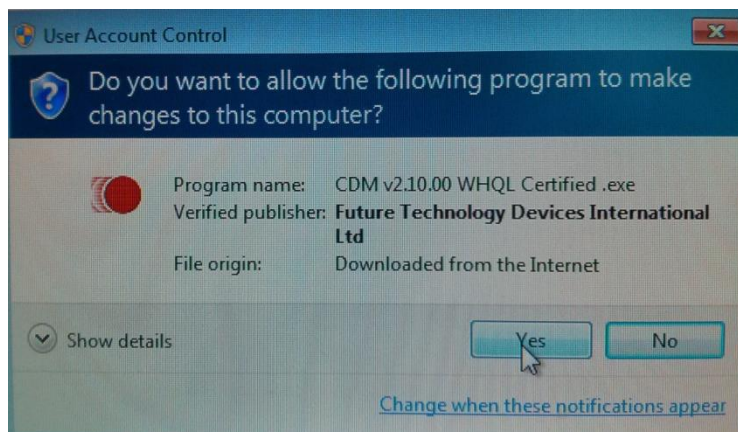 User Account Control
Do you want to allow the following program to make
changes to this computer?
Program name: CDM v2.10.00 WHQL Certified .exe
Verified publisher: Future Technology Devices International
Ltd
File origin: Downloaded from the Internet
Show details
Yes
No
Change when these notifications appear